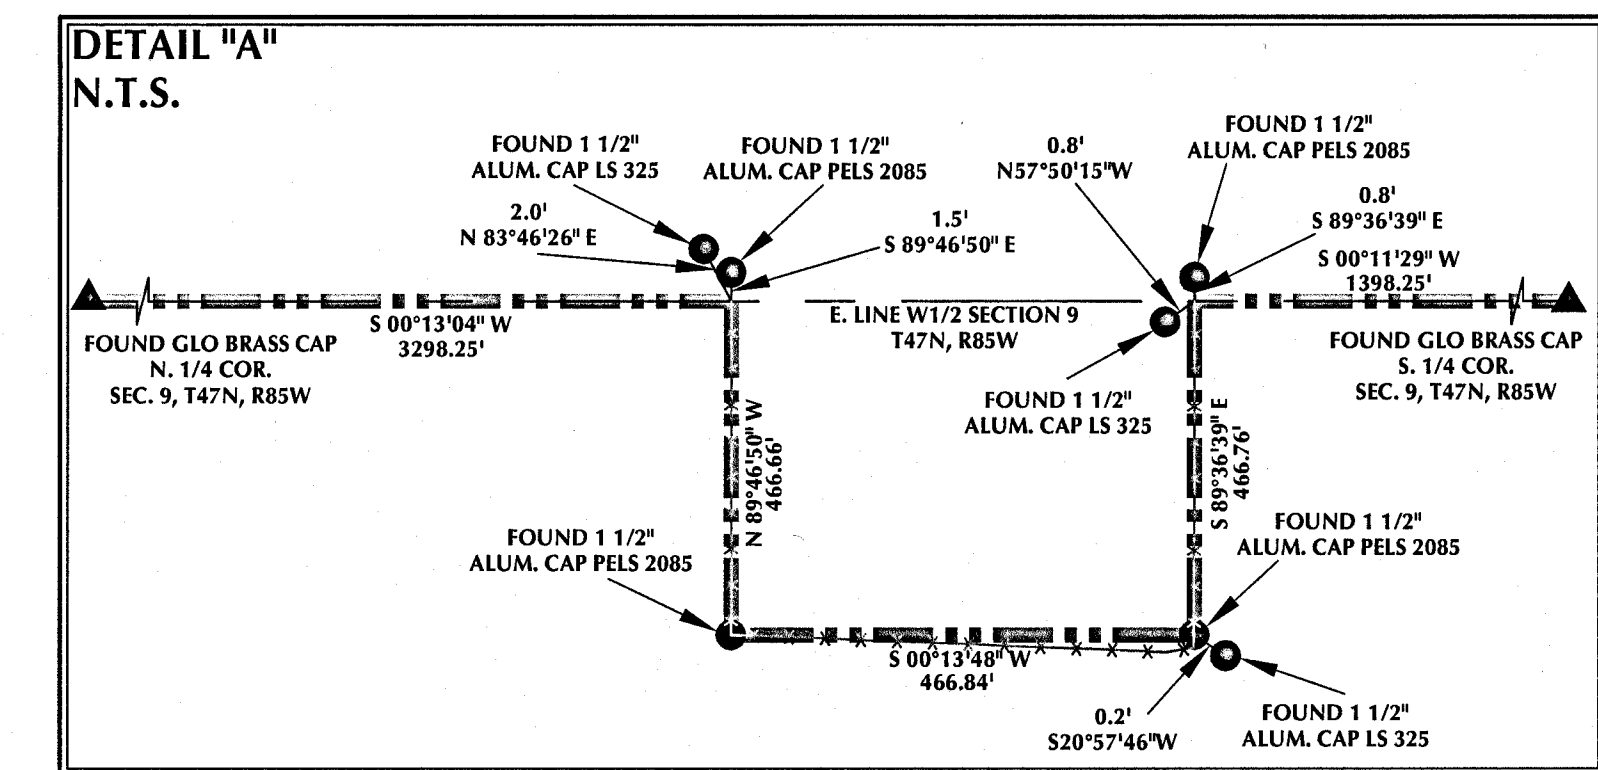 DETAIL "A"
N.T.S.
FOUND 1 1/2"
ALUM. CAP LS 325
FOUND 1 1/2"
ALUM. CAP PELS 2085
2.0'
N 83°46'26" E
1.5'
S 89°46'50" E
0.8'
N57°50'15"W
FOUND 1 1/2"
ALUM. CAP PELS 2085
0.8'
S 89°36'39" E
S 00°11'29" W
1398.25'
S 00°13'04" W
3298.25'
FOUND GLO BRASS CAP
N. 1/4 COR.
SEC. 9, T47N, R85W
E. LINE W1/2 SECTION 9
T47N, R85W
FOUND GLO BRASS CAP
S. 1/4 COR.
SEC. 9, T47N, R85W
FOUND 1 1/2"
ALUM. CAP LS 325
N 89°46'50" W
466.66'
S 89°36'39" E
466.76'
FOUND 1 1/2"
ALUM. CAP PELS 2085
FOUND 1 1/2"
ALUM. CAP PELS 2085
S 00°13'48" W
466.84'
0.2'
S20°57'46"W
FOUND 1 1/2"
ALUM. CAP LS 325